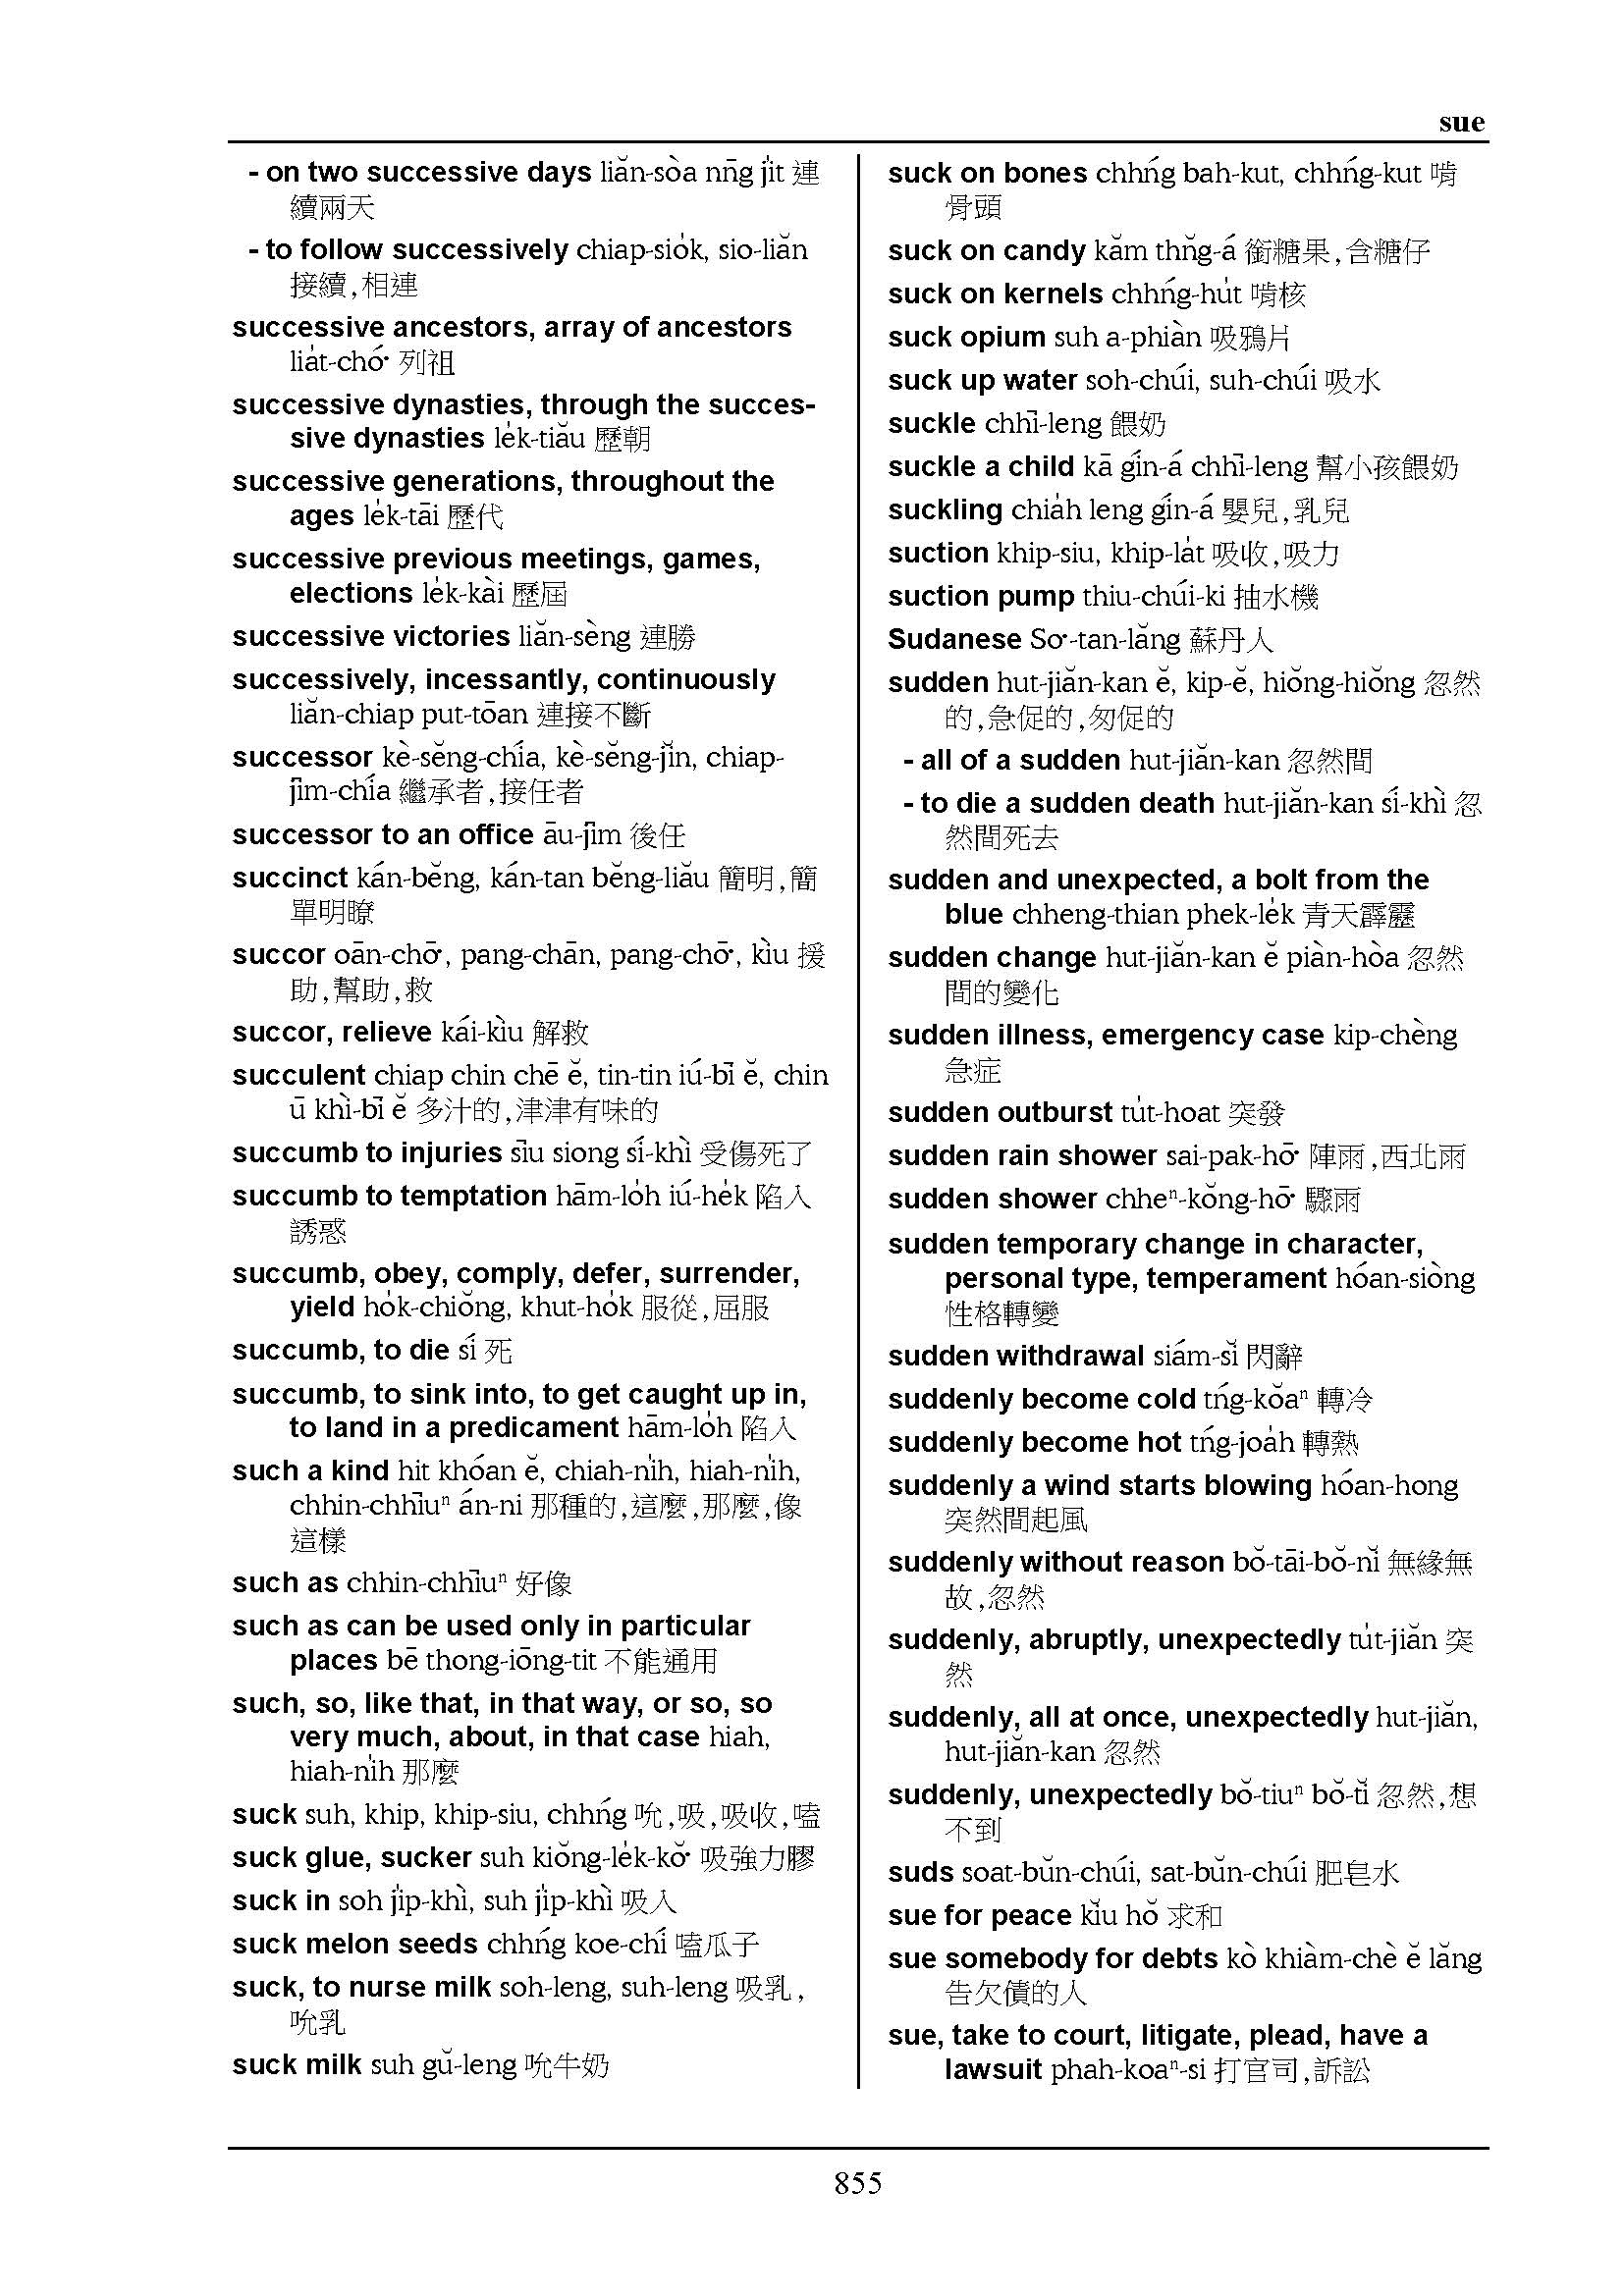 sue
- on two successive days liăn-sòa nn̄g ji̍t 連
續兩天
- to follow successively chiap-sio̍k, sio-liăn
接續,相連
successive ancestors, array of ancestors
lia̍t-chó͘ 列祖
successive dynasties, through the succes-
sive dynasties le̍k-tiău 歷朝
successive generations, throughout the
ages le̍k-tāi 歷代
successive previous meetings, games,
elections le̍k-kài 歷屆
successive victories liăn-sèng 連勝
successively, incessantly, continuously
liăn-chiap put-tōan 連接不斷
successor kè-sĕng-chía, kè-sĕng-jĭn, chiap-
jīm-chía 繼承者,接任者
successor to an office āu-jīm 後任
succinct kán-bĕng, kán-tan bĕng-liău 簡明,簡
單明瞭
succor oān-chō͘, pang-chān, pang-chō͘, kìu 援
助,幫助,救
succor, relieve kái-kìu 解救
succulent chiap chin chē ĕ, tin-tin iú-bī ĕ, chin
ū khì-bī ĕ 多汁的,津津有味的
succumb to injuries sīu siong sí-khì 受傷死了
succumb to temptation hām-lo̍h iú-he̍k 陷入
誘惑
succumb, obey, comply, defer, surrender,
yield ho̍k-chiŏng, khut-ho̍k 服從,屈服
succumb, to die sí 死
succumb, to sink into, to get caught up in,
to land in a predicament hām-lo̍h 陷入
such a kind hit khóan ĕ, chiah-ni̍h, hiah-ni̍h,
chhin-chhīuⁿ án-ni 那種的,這麼,那麼,像
這樣
such as chhin-chhīuⁿ 好像
such as can be used only in particular
places bē thong-iōng-tit 不能通用
such, so, like that, in that way, or so, so
very much, about, in that case hiah,
hiah-ni̍h 那麼
suck suh, khip, khip-siu, chhńg 吮,吸,吸收,嗑
suck glue, sucker suh kiŏng-le̍k-kŏ͘ 吸強力膠
suck in soh ji̍p-khì, suh ji̍p-khì 吸入
suck melon seeds chhńg koe-chí 嗑瓜子
suck, to nurse milk soh-leng, suh-leng 吸乳,
吮乳
suck milk suh gŭ-leng 吮牛奶
suck on bones chhńg bah-kut, chhńg-kut 啃
骨頭
suck on candy kăm thn̆g-á 銜糖果,含糖仔
suck on kernels chhńg-hu̍t 啃核
suck opium suh a-phiàn 吸鴉片
suck up water soh-chúi, suh-chúi 吸水
suckle chhī-leng 餵奶
suckle a child kā gín-á chhī-leng 幫小孩餵奶
suckling chia̍h leng gín-á 嬰兒,乳兒
suction khip-siu, khip-la̍t 吸收,吸力
suction pump thiu-chúi-ki 抽水機
Sudanese So͘-tan-lăng 蘇丹人
sudden hut-jiăn-kan ĕ, kip-ĕ, hiŏng-hiŏng 忽然
的,急促的,匆促的
- all of a sudden hut-jiăn-kan 忽然間
- to die a sudden death hut-jiăn-kan sí-khì 忽
然間死去
sudden and unexpected, a bolt from the
blue chheng-thian phek-le̍k 青天霹靂
sudden change hut-jiăn-kan ĕ piàn-hòa 忽然
間的變化
sudden illness, emergency case kip-chèng
急症
sudden outburst tu̍t-hoat 突發
sudden rain shower sai-pak-hō͘ 陣雨,西北雨
sudden shower chheⁿ-kŏng-hō͘ 驟雨
sudden temporary change in character,
personal type, temperament hóan-siòng
性格轉變
sudden withdrawal siám-sĭ 閃辭
suddenly become cold tńg-kŏaⁿ 轉冷
suddenly become hot tńg-joa̍h 轉熱
suddenly a wind starts blowing hóan-hong
突然間起風
suddenly without reason bŏ-tāi-bŏ-nĭ 無緣無
故,忽然
suddenly, abruptly, unexpectedly tu̍t-jiăn 突
然
suddenly, all at once, unexpectedly hut-jiăn,
hut-jiăn-kan 忽然
suddenly, unexpectedly bŏ-tiuⁿ bŏ-tĭ 忽然,想
不到
suds soat-bŭn-chúi, sat-bŭn-chúi 肥皂水
sue for peace kĭu hŏ 求和
sue somebody for debts kò khiàm-chè ĕ lăng
告欠債的人
sue, take to court, litigate, plead, have a
lawsuit phah-koaⁿ-si 打官司,訴訟
855